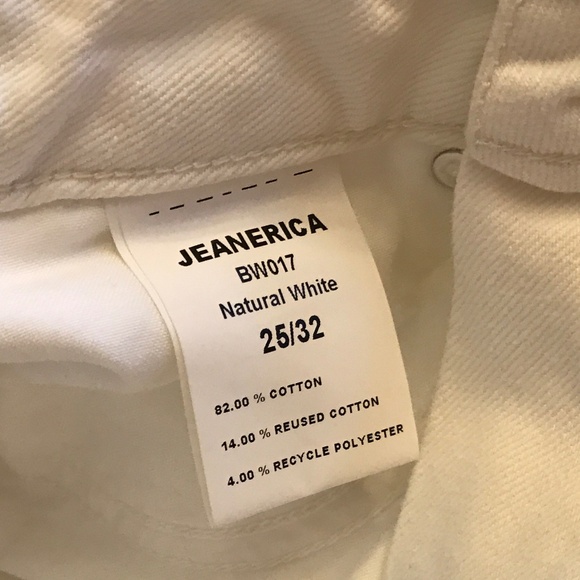 JEANERICA
BW017
Natural White
25/32
82.00 % COTTON
14.00 % REUSED COTTON
4.00 % RECYCLE POLYESTER